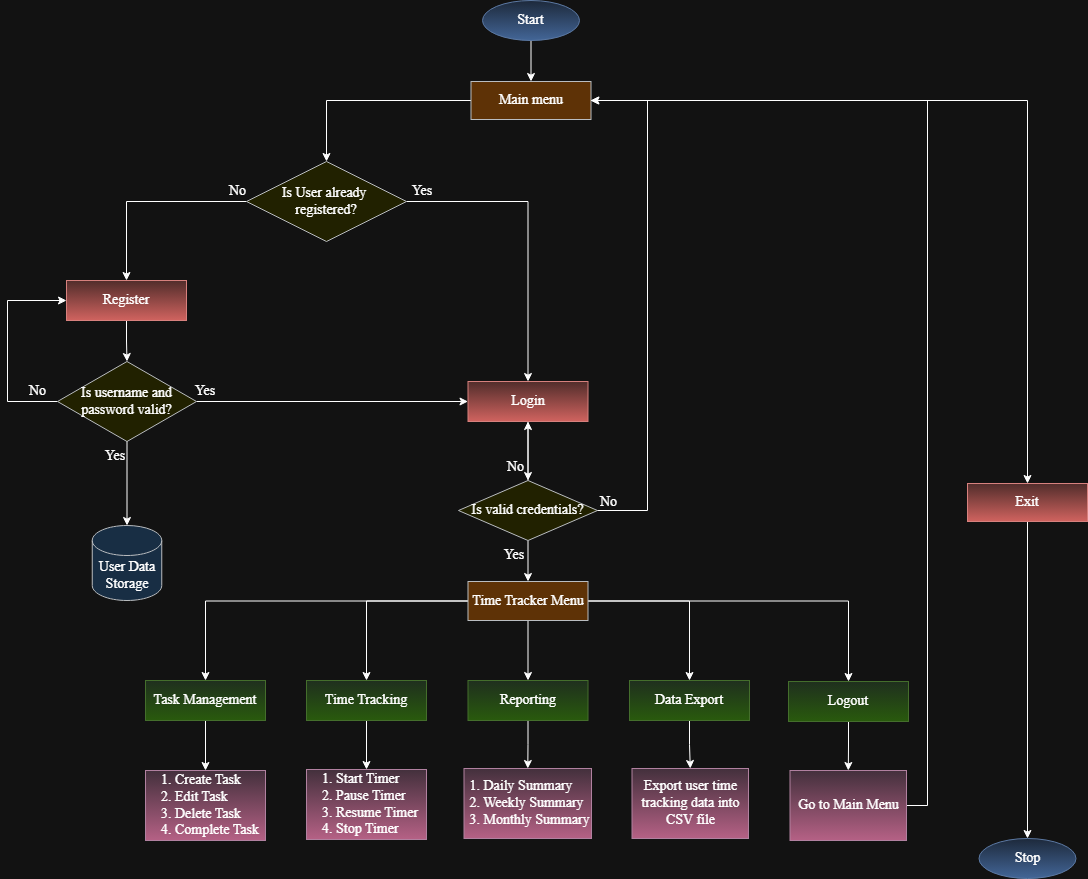 Start
Main menu
Is User already
registered?
No
Yes
Register
Is username and
password valid?
No
Yes
Yes
Login
No
Is valid credentials?
No
Yes
Exit
User Data
Storage
Time Tracker Menu
Task Management
Time Tracking
Reporting
Data Export
Logout
1. Create Task
2. Edit Task
3. Delete Task
4. Complete Task
1. Start Timer
2. Pause Timer
3. Resume Timer
4. Stop Timer
1. Daily Summary
2. Weekly Summary
3. Monthly Summary
Export user time
tracking data into
CSV file
Go to Main Menu
Stop